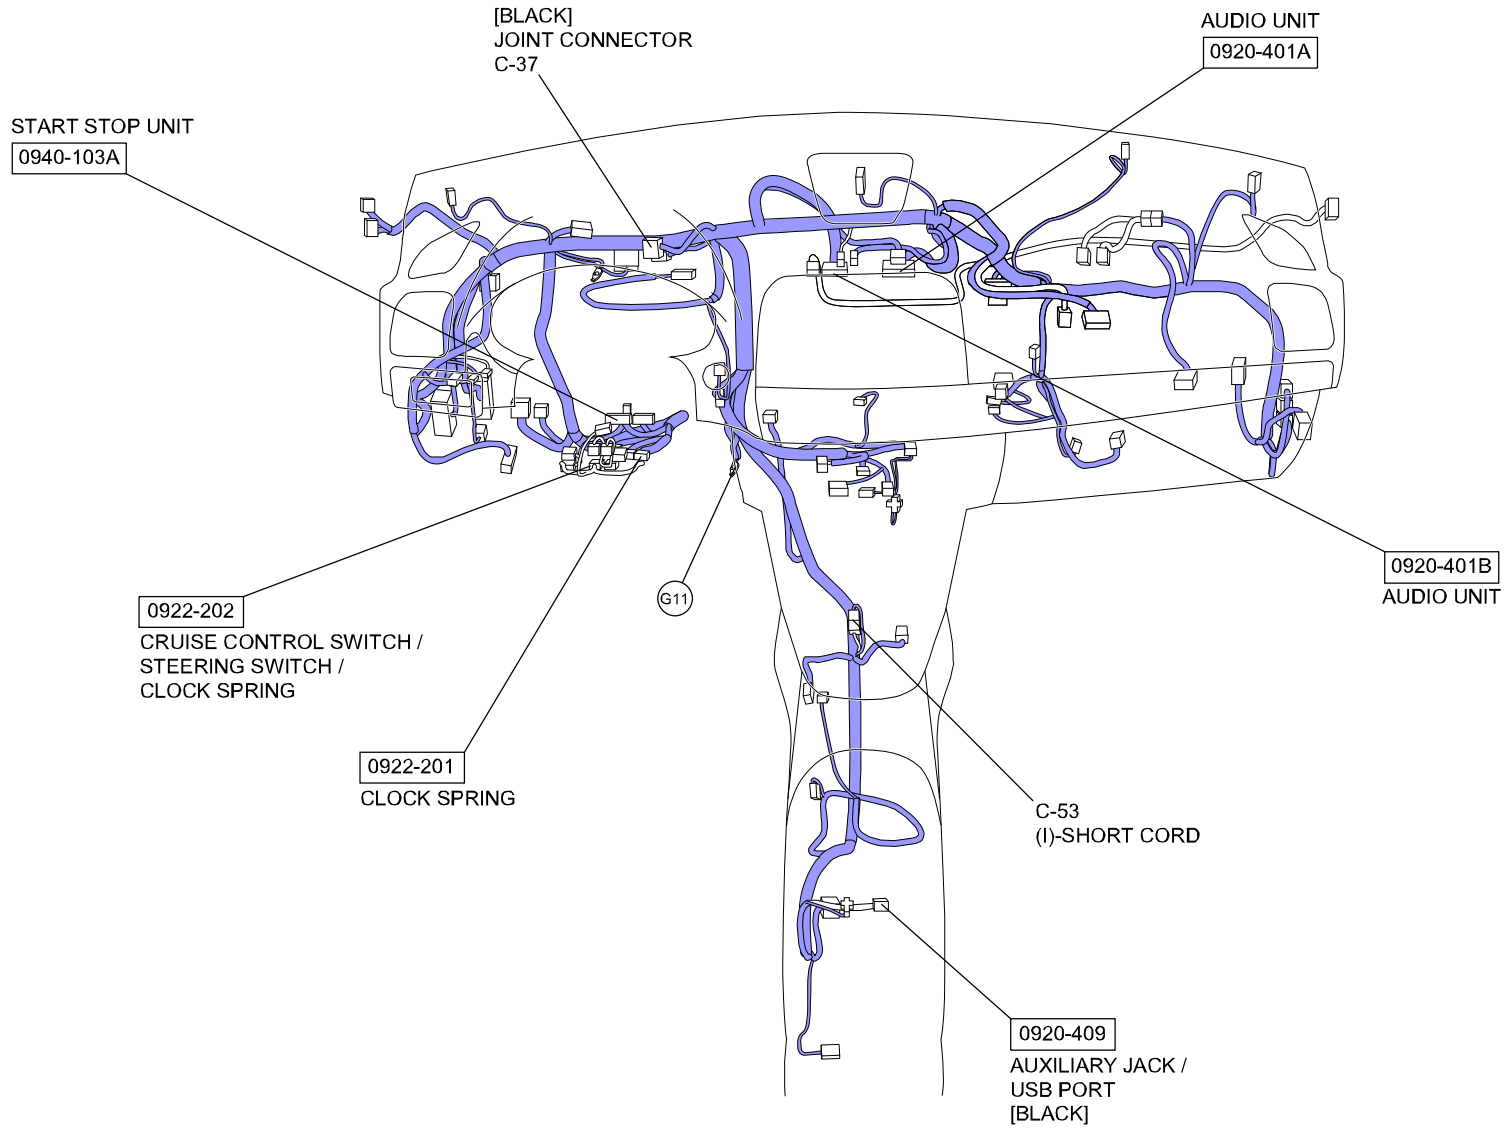 [BLACK]
JOINT CONNECTOR
C-37
AUDIO UNIT
0920-401A
START STOP UNIT
0940-103A
0920-401B
AUDIO UNIT
G11
0922-202
CRUISE CONTROL SWITCH /
STEERING SWITCH /
CLOCK SPRING
0922-201
CLOCK SPRING
C-53
(I)-SHORT CORD
0920-409
AUXILIARY JACK /
USB PORT
[BLACK]